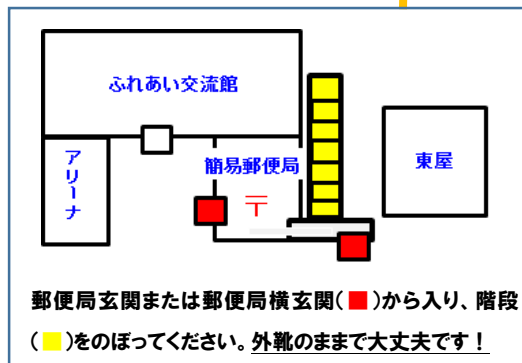 ふれあい交流館
アリーナ
簡易郵便局
〒
東屋
郵便局玄関または郵便局横玄関(■)から入り、階段
(■)をのぼってください。外靴のままで大丈夫です！